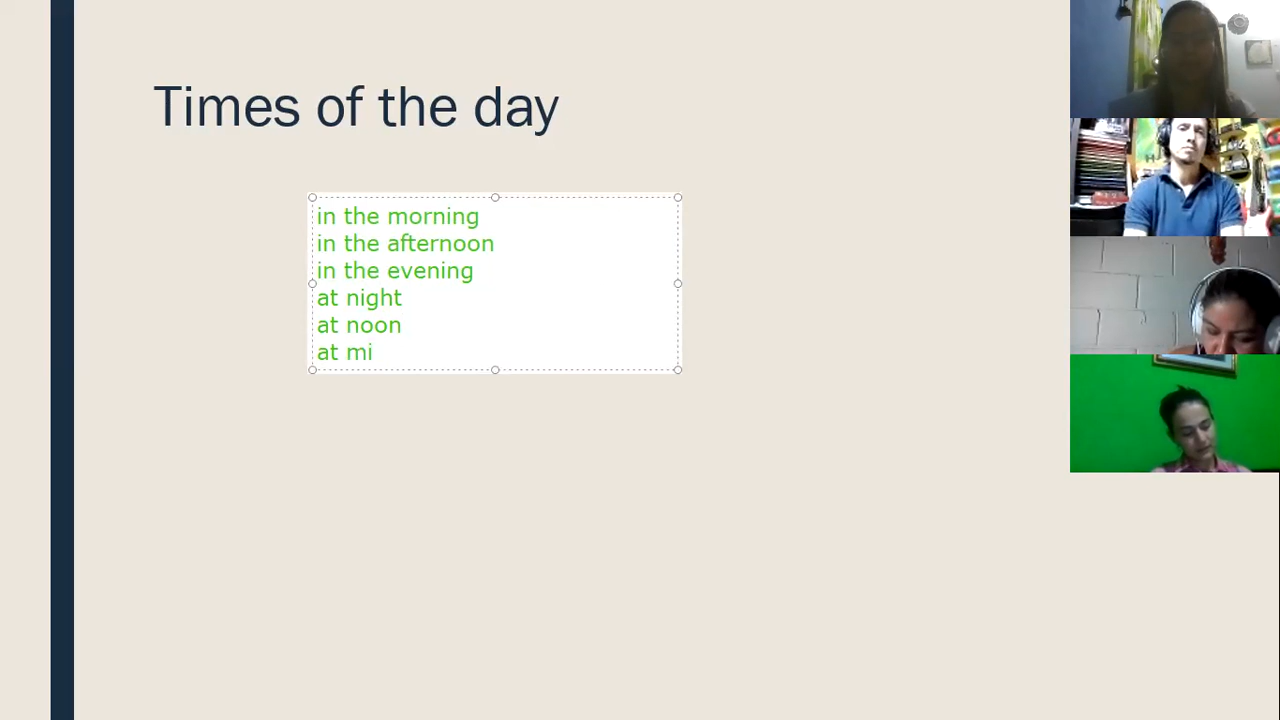 Times of the day
in the morning
in the afternoon
in the evening
at night
at noon
at mi